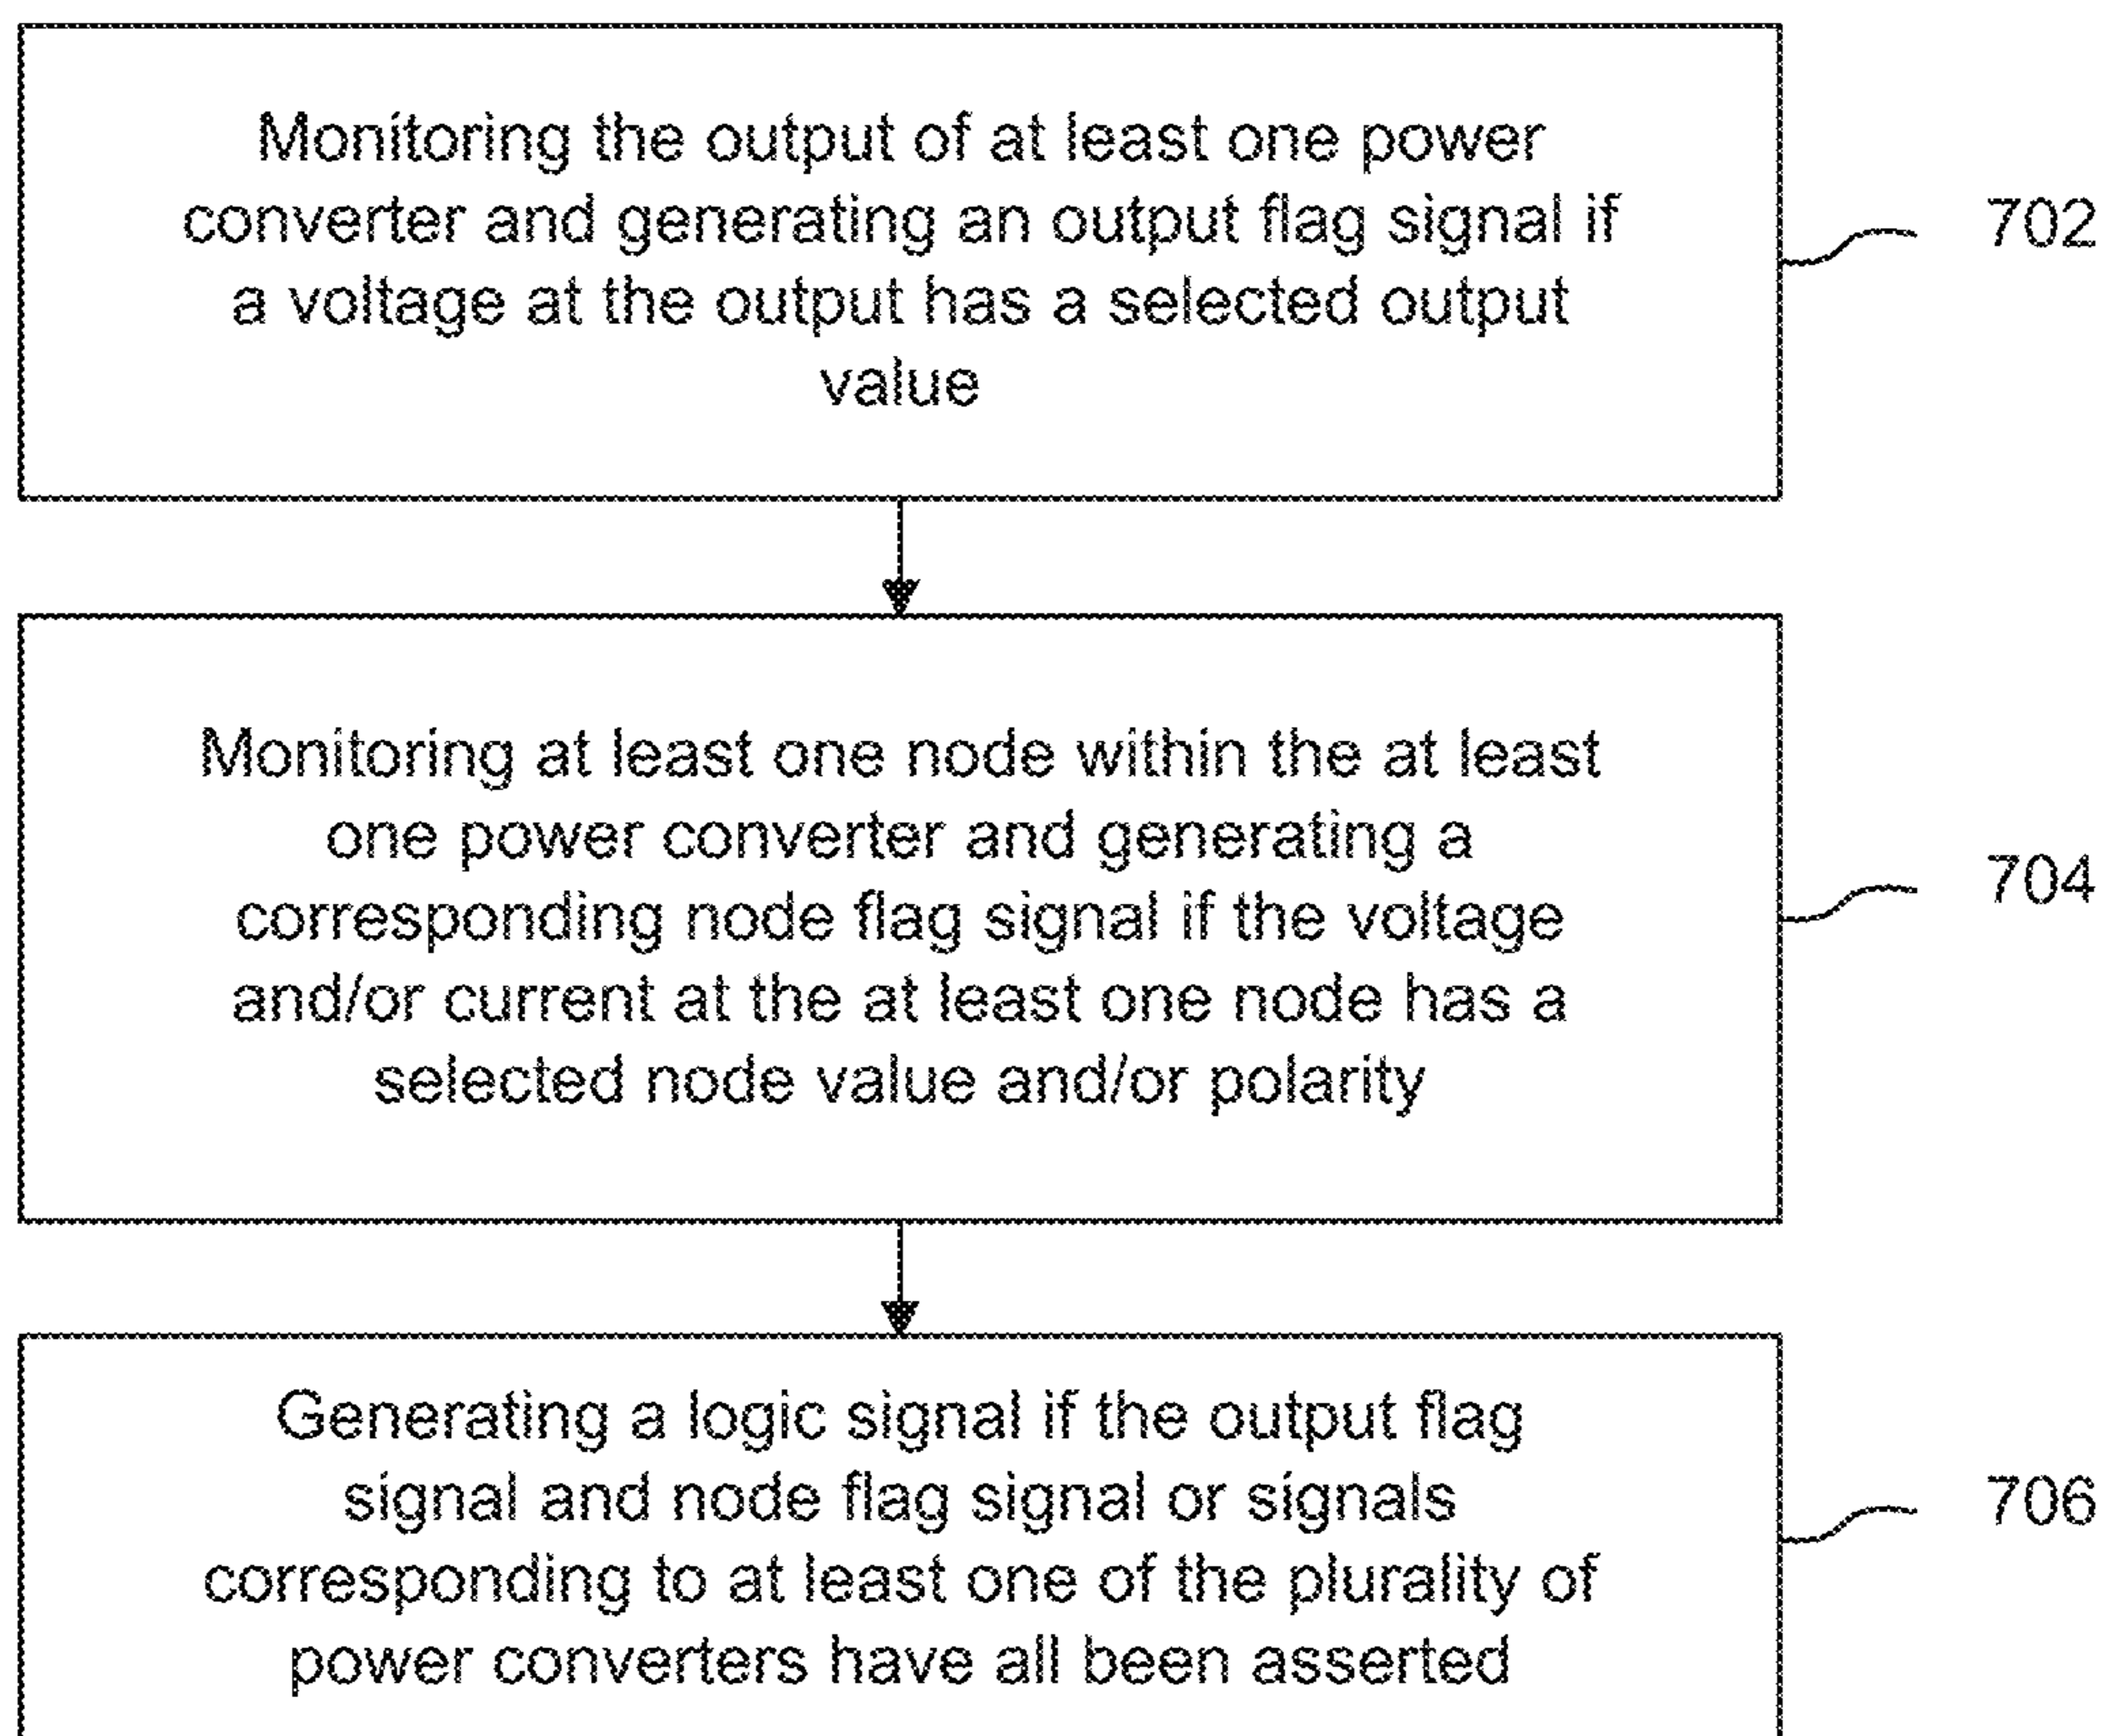 Monitoring the output of at least one power
converter and generating an output flag signal if
a voltage at the output has a selected output
value
702
Monitoring at least one node within the at least
one power converter and generating a
corresponding node flag signal if the voltage
and/or current at the at least one node has a
selected node value and/or polarity
704
Generating a logic signal if the output flag
signal and node flag signal or signals
corresponding to at least one of the plurality of
power converters have all been asserted
706